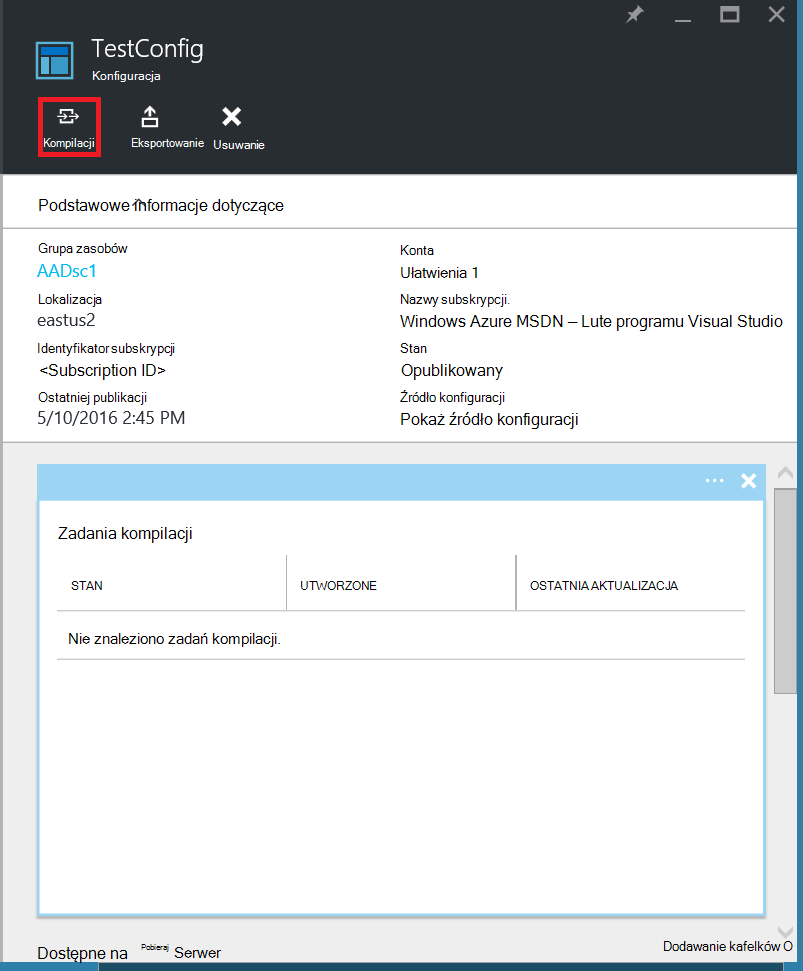 TestConfig
Konfiguracja
Kompilacji Eksportowanie Usuwanie
Podstawowe informacje dotyczące
Grupa zasobów
AADsc1
Konta
Ułatwienia 1
Lokalizacja
eastus2
Nazwy subskrypcji.
Windows Azure MSDN – Lute programu Visual Studio
Identyfikator subskrypcji
<Subscription ID>
Stan
Opublikowany
Ostatniej publikacji
5/10/2016 2:45 PM
Źródło konfiguracji
Pokaż źródło konfiguracji
Zadania kompilacji
STAN UTWORZONE OSTATNIA AKTUALIZACJA
Nie znaleziono zadań kompilacji.
Dostępne na Pobieraj Serwer
Dodawanie kafelków O